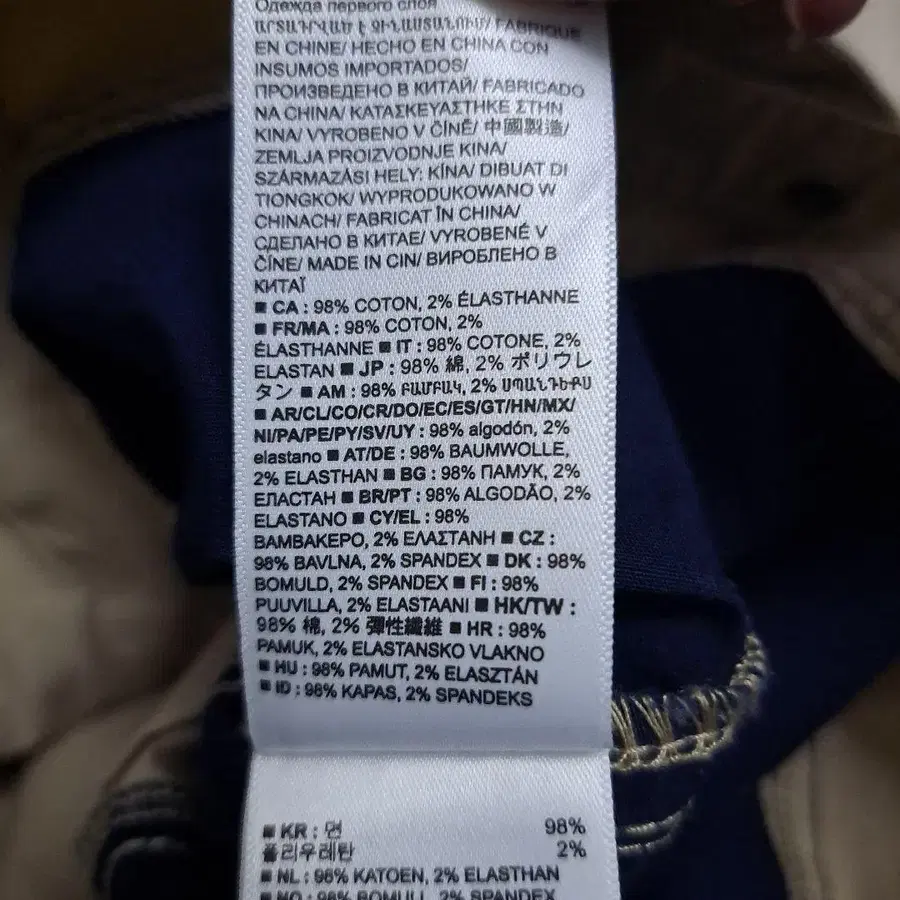 Одежда первого слоя
ԱՐՏԱԴՐՎԱԾ Է ՉԻՆԱՍՏԱՆՈՒՄ/ FABRIQUÉ
EN CHINE/ HECHO EN CHINA CON
INSUMOS IMPORTADOS/
ПРОИЗВЕДЕНО В КИТАЙ/ FABRICADO
NA CHINA/ ΚΑΤΑΣΚΕΥΑΣΤΗΚΕ ΣΤΗΝ
ΚΙΝΑ/ VYROBENO V ČÍNĚ/ 中國製造/
ZEMLJA PROIZVODNJE KINA/
SZÁRMAZÁSI HELY: KÍNA/ DIBUAT DI
TIONGKOK/ WYPRODUKOWANO W
CHINACH/ FABRICAT ÎN CHINA/
СДЕЛАНО В КИТАЕ/ VYROBENÉ V
ČÍNE/ MADE IN CIN/ ВИРОБЛЕНО В
КИТАЇ
■ CA : 98% COTON, 2% ÉLASTHANNE
■ FR/MA : 98% COTON, 2%
ÉLASTHANNE ■ IT : 98% COTONE, 2%
ELASTAN ■ JP : 98% 綿, 2% ポリウレ
タン ■ AM : 98% ԲԱՄԲԱԿ, 2% ՍՊԱՆԴԵՔՍ
■ AR/CL/CO/CR/DO/EC/ES/GT/HN/MX/
NI/PA/PE/PY/SV/UY : 98% algodón, 2%
elastano ■ AT/DE : 98% BAUMWOLLE,
2% ELASTHAN ■ BG : 98% ПАМУК, 2%
ЕЛАСТАН ■ BR/PT : 98% ALGODÃO, 2%
ELASTANO ■ CY/EL : 98%
ΒΑΜΒΑΚΕΡΟ, 2% ΕΛΑΣΤΑΝΗ ■ CZ :
98% BAVLNA, 2% SPANDEX ■ DK : 98%
BOMULD, 2% SPANDEX ■ FI : 98%
PUUVILLA, 2% ELASTAANI ■ HK/TW :
98% 棉, 2% 彈性纖維 ■ HR : 98%
PAMUK, 2% ELASTANSKO VLAKNO
■ HU : 98% PAMUT, 2% ELASZTÁN
■ ID : 98% KAPAS, 2% SPANDEKS
■ KR : 면 98%
폴리우레탄 2%
■ NL : 98% KATOEN, 2% ELASTHAN
■ NO : 98% BOMULL, 2% SPANDEX